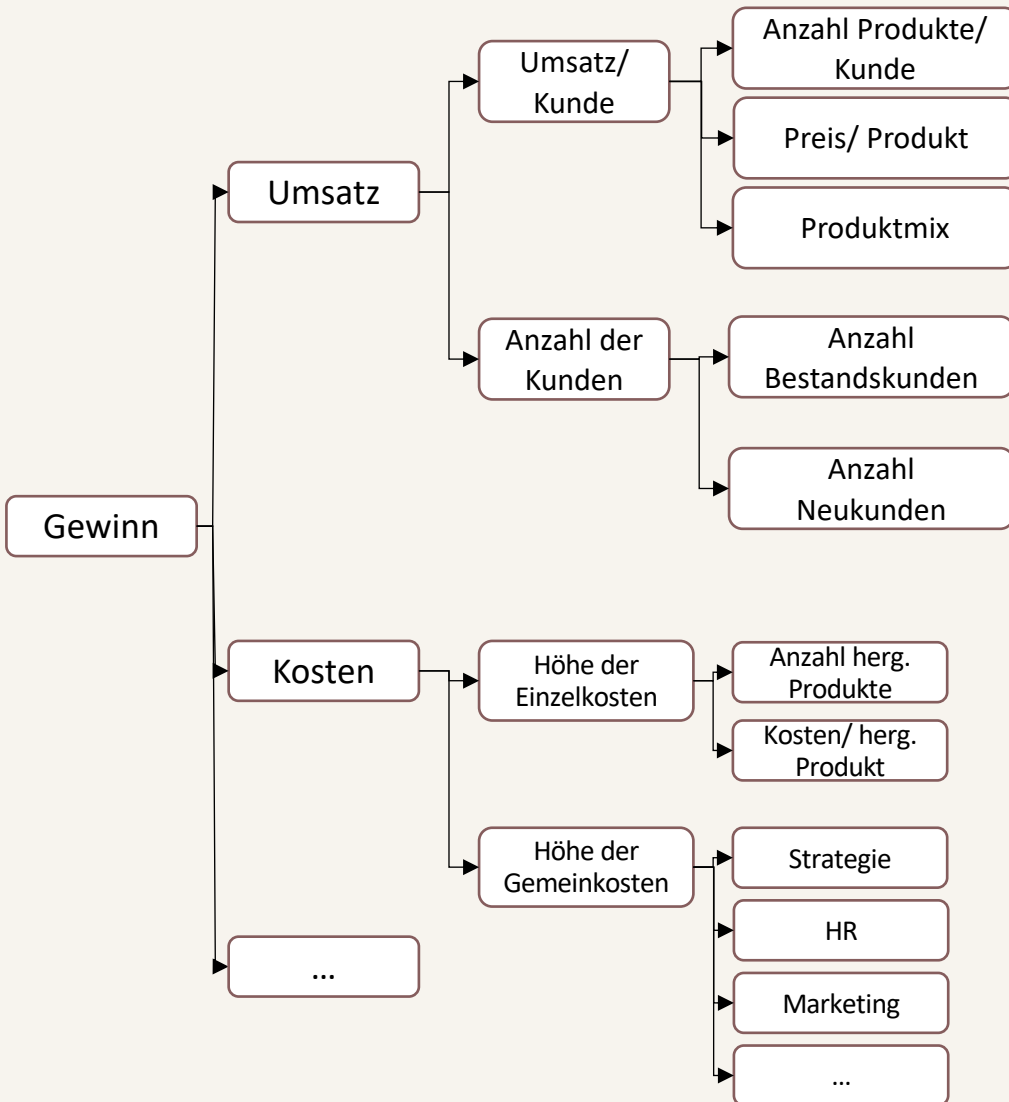 Anzahl Produkte/
Kunde
Umsatz/
Kunde
Preis/ Produkt
Umsatz
Produktmix
Anzahl der
Kunden
Anzahl
Bestandskunden
Anzahl
Neukunden
Gewinn
Kosten
Höhe der
Einzelkosten
Anzahl herg.
Produkte
Kosten/ herg.
Produkt
Höhe der
Gemeinkosten
Strategie
HR
...
Marketing
...